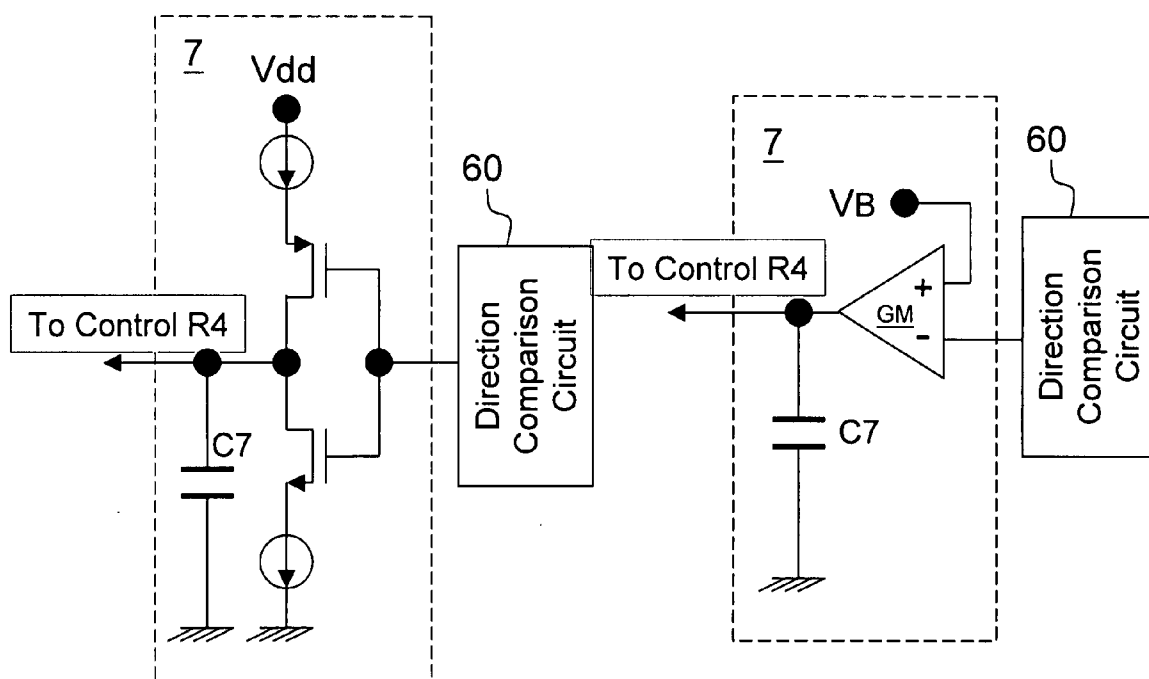 7
Vdd
60
To Control R4
C7
Direction
Comparison
Circuit
7
60
VB
To Control R4
+
GM
-
C7
Direction
Comparison
Circuit